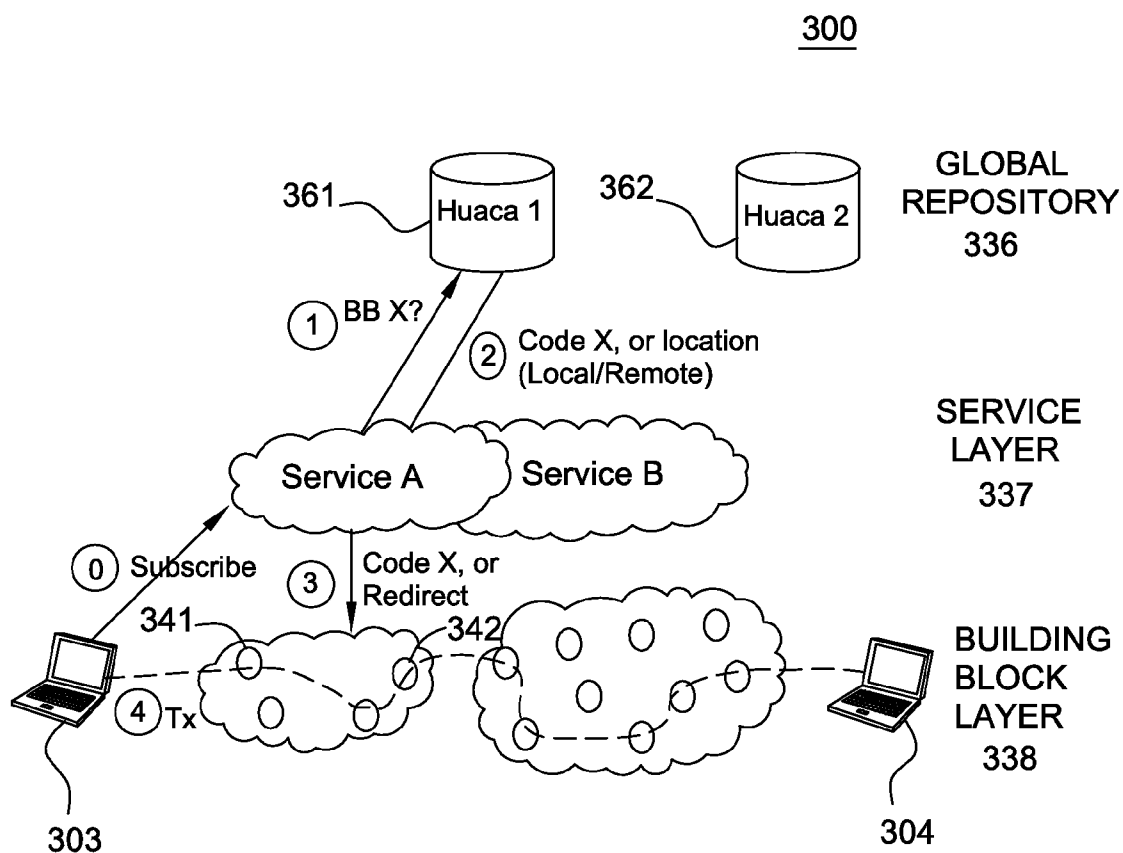 300
361
Huaca 1
362
Huaca 2
GLOBAL
REPOSITORY
336
1
BB X?
2
Code X, or location
(Local/Remote)
SERVICE
LAYER
337
Service A
Service B
0
Subscribe
3
Code X, or
Redirect
341
342
BUILDING
BLOCK
LAYER
338
4
Tx
303
304